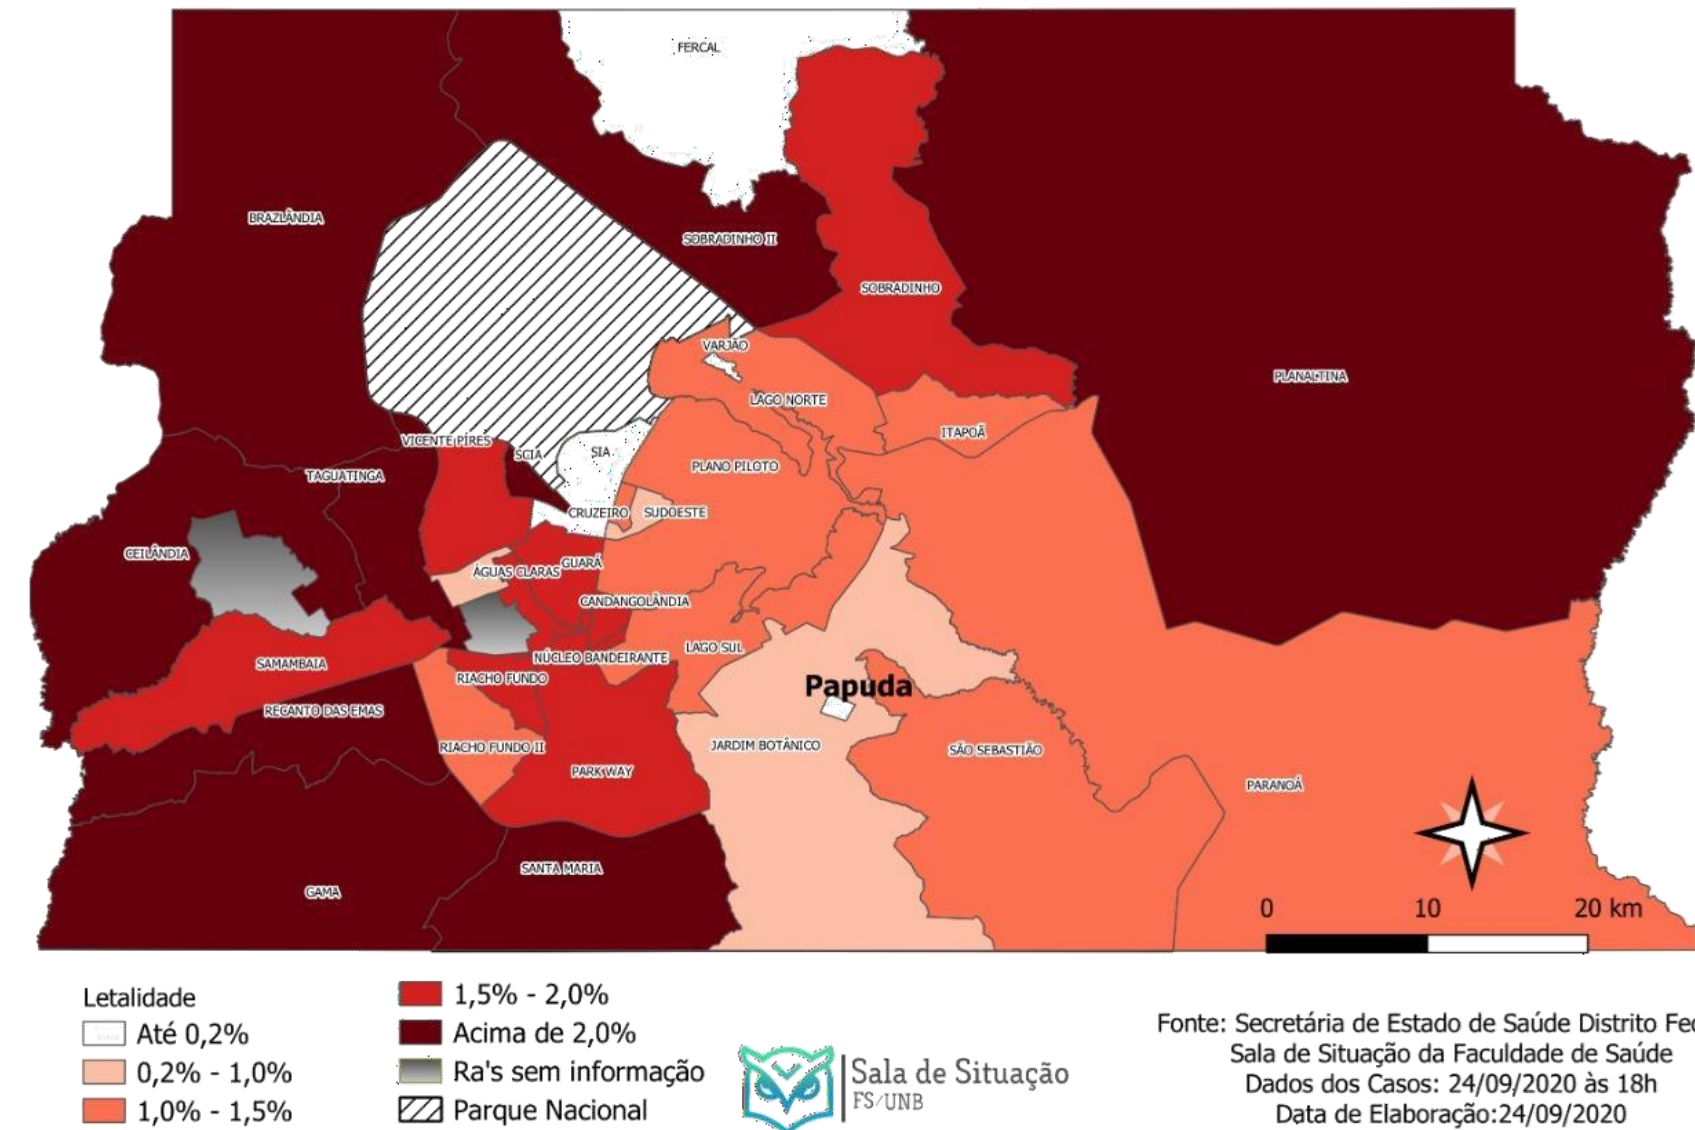 FERCAL
BRAZLÂNDIA
SOBRADINHO II
SOBRADINHO
VARJÃO
PLANALTINA
LAGO NORTE
ITAPOÃ
VICENTE PÍRES
SCIA
SIA
PLANO PILOTO
TAGUATINGA
CRUZEIRO
SUDOESTE
CEILÂNDIA
ÁGUAS CLARAS
GUARÁ
CANDANGOLÂNDIA
LAGO SUL
NÚCLEO BANDEIRANTE
SAMAMBAIA
RIACHO FUNDO
Papuda
RECANTO DAS EMAS
RIACHO FUNDO II
JARDIM BOTÂNICO
SÃO SEBASTIÃO
PARK WAY
PARANOÁ
SANTA MARIA
GAMA
0 10 20 km
Letalidade
Até 0,2%
0,2% - 1,0%
1,0% - 1,5%
1,5% - 2,0%
Acima de 2,0%
Ra's sem informação
Parque Nacional
Sala de Situação
FS/UNB
Fonte: Secretária de Estado de Saúde Distrito Fed
Sala de Situação da Faculdade de Saúde
Dados dos Casos: 24/09/2020 às 18h
Data de Elaboração:24/09/2020